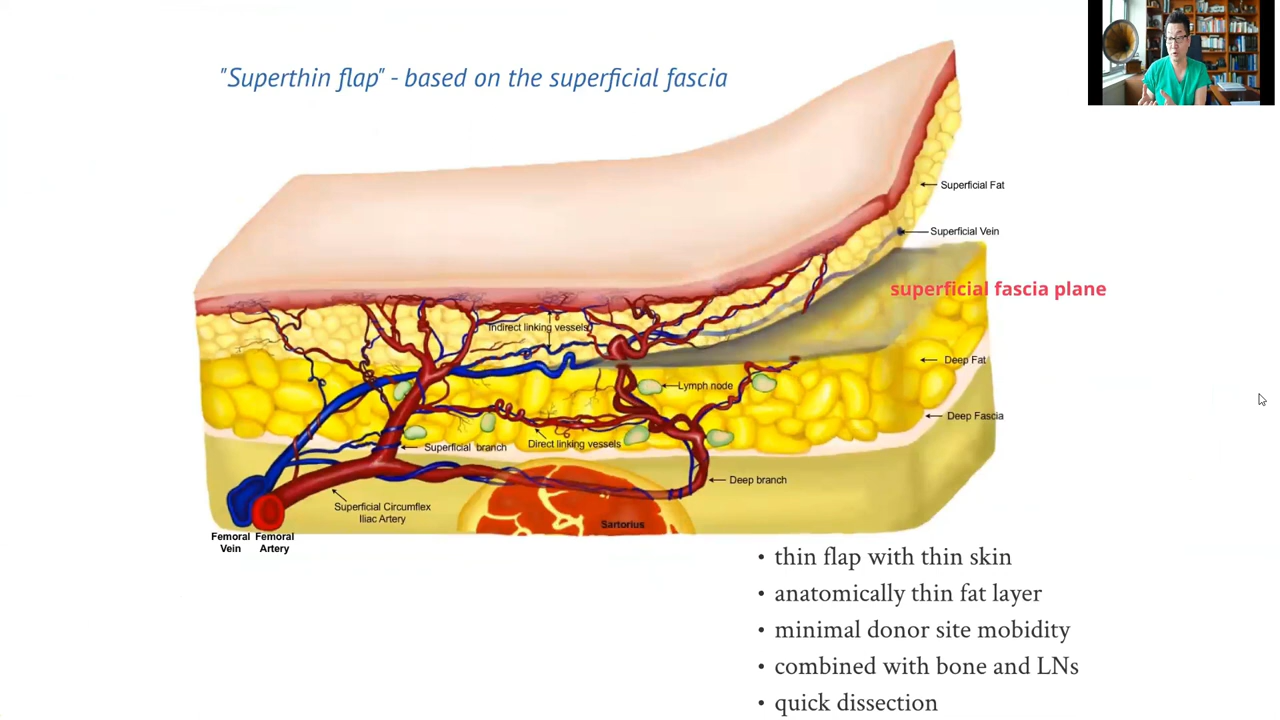 "Superthin flap" - based on the superficial fascia
Superficial Fat
Superficial Vein
superficial fascia plane
Indirect linking vessels
Deep Fat
Lymph node
Deep Fascia
Superficial branch
Direct linking vessels
Deep branch
Superficial Circumflex
Iliac Artery
Sartorius
Femoral
Vein
Femoral
Artery
• thin flap with thin skin
• anatomically thin fat layer
• minimal donor site mobidity
• combined with bone and LNs
• quick dissection